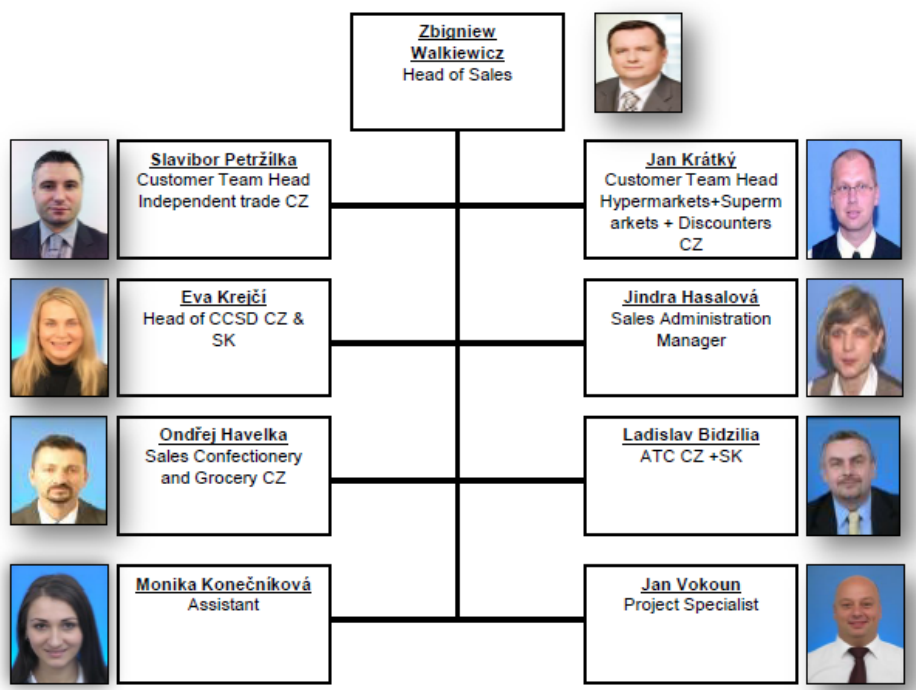 Zbigniew
Walkiewicz
Head of Sales
Slavibor Petržílka
Customer Team Head
Independent trade CZ
Jan Krátký
Customer Team Head
Hypermarkets+Superm
arkets + Discounters
CZ
Eva Krejčí
Head of CCSD CZ &
SK
Jindra Hasalová
Sales Administration
Manager
Ondřej Havelka
Sales Confectionery
and Grocery CZ
Ladislav Bidzilia
ATC CZ +SK
Monika Konečníková
Assistant
Jan Vokoun
Project Specialist